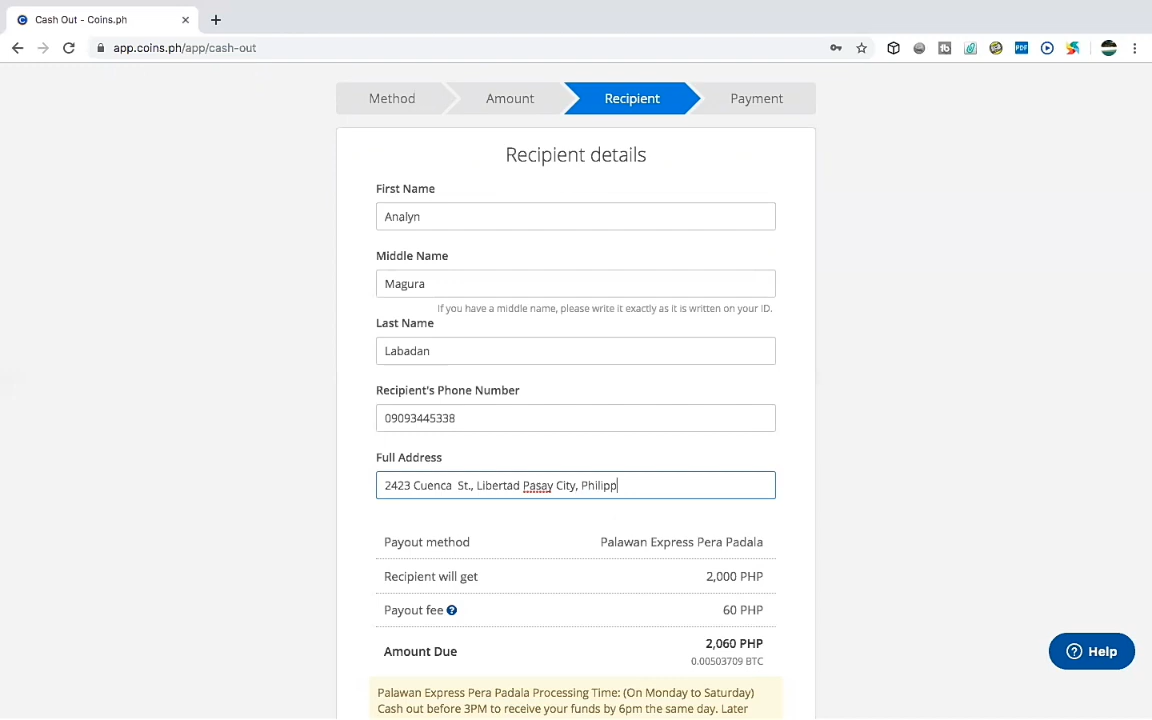 Cash Out - Coins.ph
app.coins.ph/app/cash-out
tb
PDF
Method
Amount
Recipient
Payment
Recipient details
First Name
Analyn
Middle Name
Magura
If you have a middle name, please write it exactly as it is written on your ID.
Last Name
Labadan
Recipient's Phone Number
09093445338
Full Address
2423 Cuenca  St., Libertad Pasay City, Philipp
Payout method Palawan Express Pera Padala
Recipient will get 2,000 PHP
Payout fee ? 60 PHP
Amount Due 2,060 PHP
0.00503709 BTC
Palawan Express Pera Padala Processing Time: (On Monday to Saturday)
Cash out before 3PM to receive your funds by 6pm the same day. Later
? Help